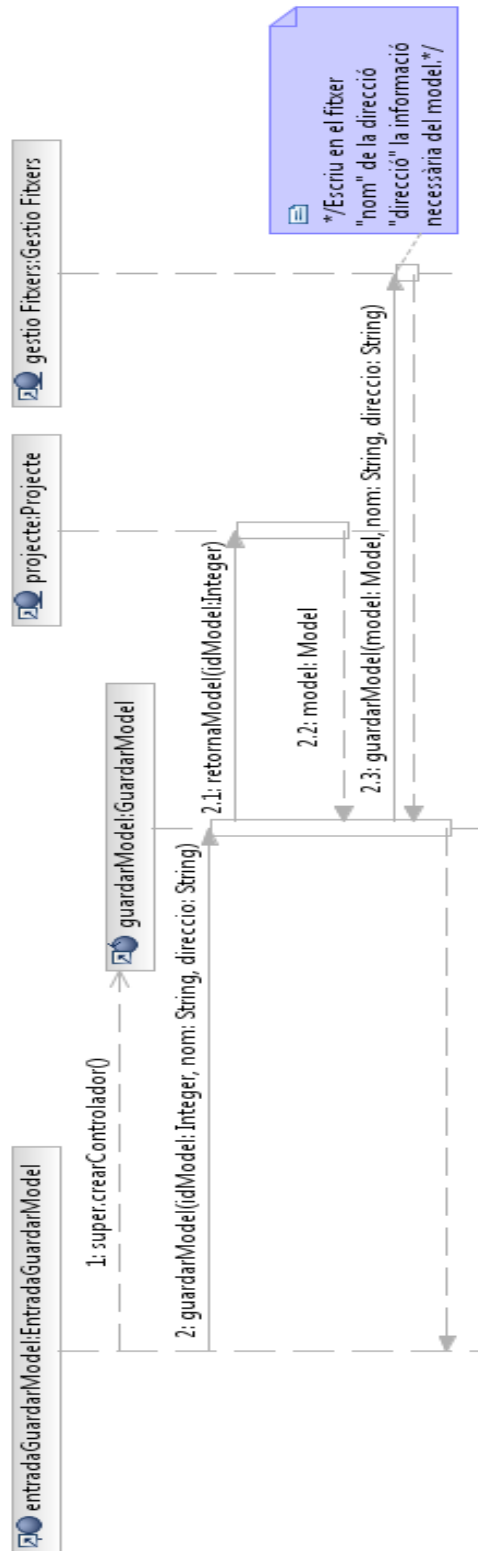 entradaGuardarModel:EntradaGuardarModel
guardarModel:GuardarModel
projecte:Projecte
gestio Fitxers:Gestio Fitxers
1: super.crearControlador()
2: guardarModel(idModel: Integer, nom: String, direccio: String)
2.1: retornaModel(idModel:Integer)
2.2: model: Model
2.3: guardarModel(model: Model, nom: String, direccio: String)
*/Escriu en el fitxer
"nom" de la direcció
"direcció" la informació
necessària del model.*/